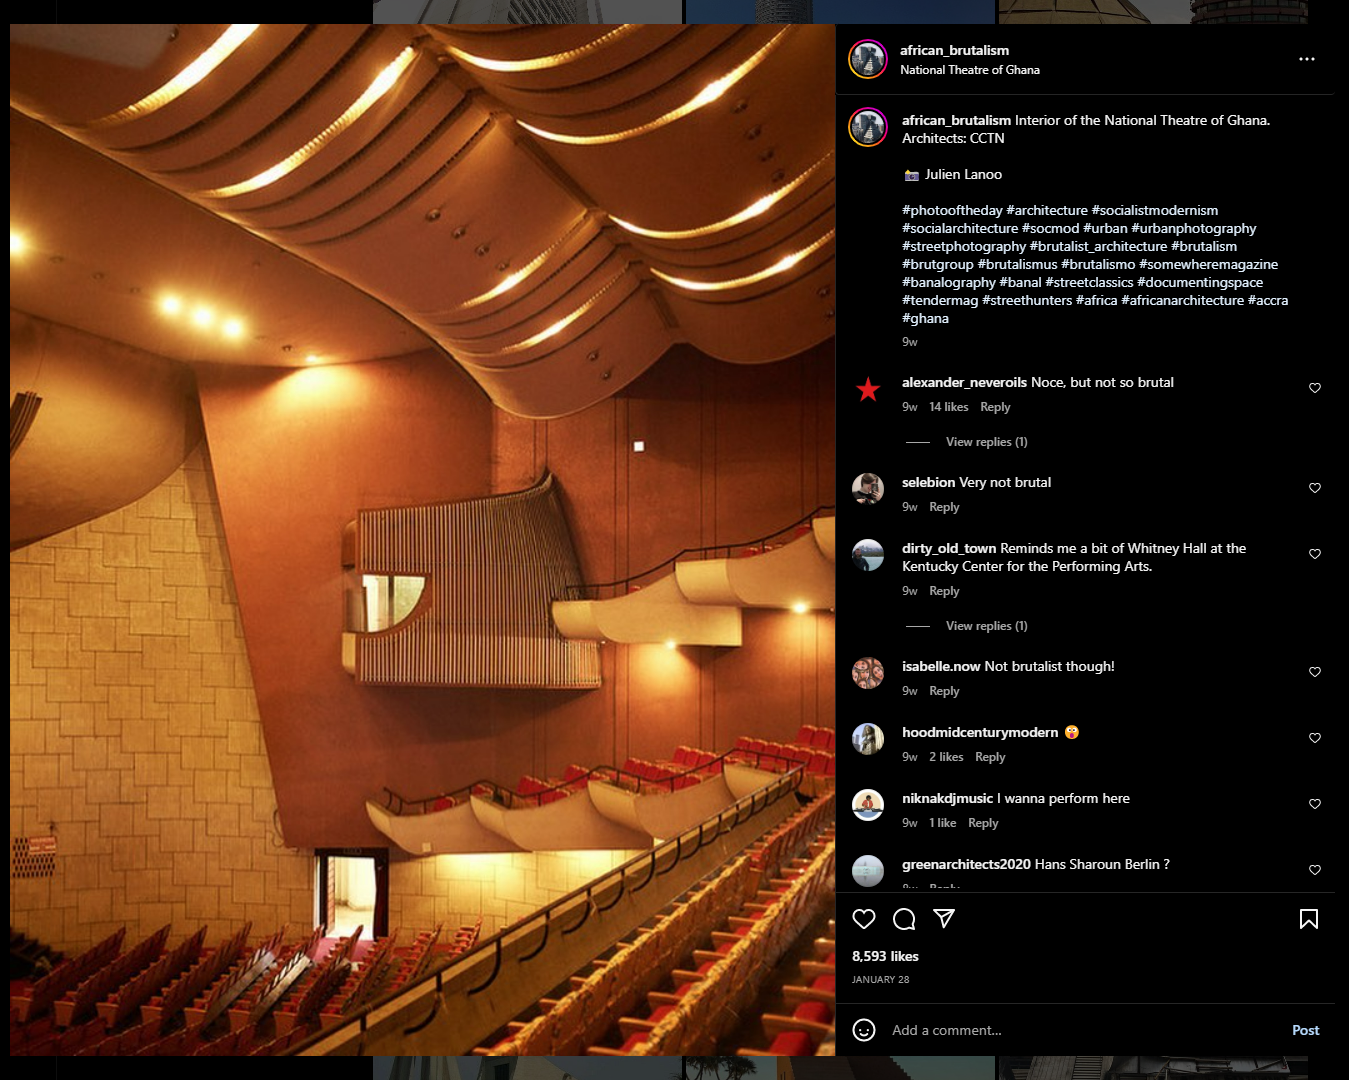 african_brutalism
National Theatre of Ghana
african_brutalism Interior of the National Theatre of Ghana.
Architects: CCTN
📷 Julien Lanoo
#photooftheday #architecture #socialistmodernism
#socialarchitecture #socmod #urban #urbanphotography
#streetphotography #brutalist_architecture #brutalism
#brutgroup #brutalismus #brutalismo #somewheremagazine
#banalography #banal #streetclassics #documentingspace
#tendermag #streethunters #africa #africanarchitecture #accra
#ghana
9w
alexander_neveroils Noce, but not so brutal
9w 14 likes Reply
View replies (1)
selebion Very not brutal
9w Reply
dirty_old_town Reminds me a bit of Whitney Hall at the
Kentucky Center for the Performing Arts.
9w Reply
View replies (1)
isabelle.now Not brutalist though!
9w Reply
hoodmidcenturymodern 😲
9w 2 likes Reply
niknakdjmusic I wanna perform here
9w 1 like Reply
greenarchitects2020 Hans Sharoun Berlin ?
Reply
8,593 likes
JANUARY 28
Add a comment...
Post